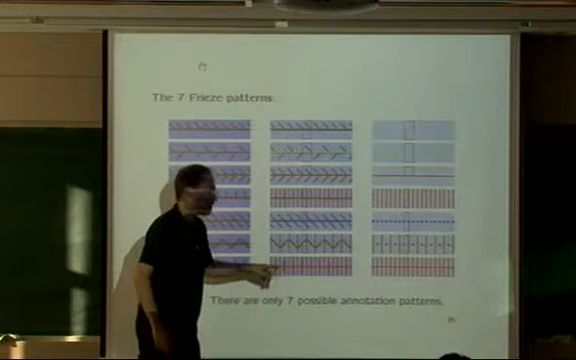 The 7 Frieze patterns:
There are only 7 possible annotation patterns.